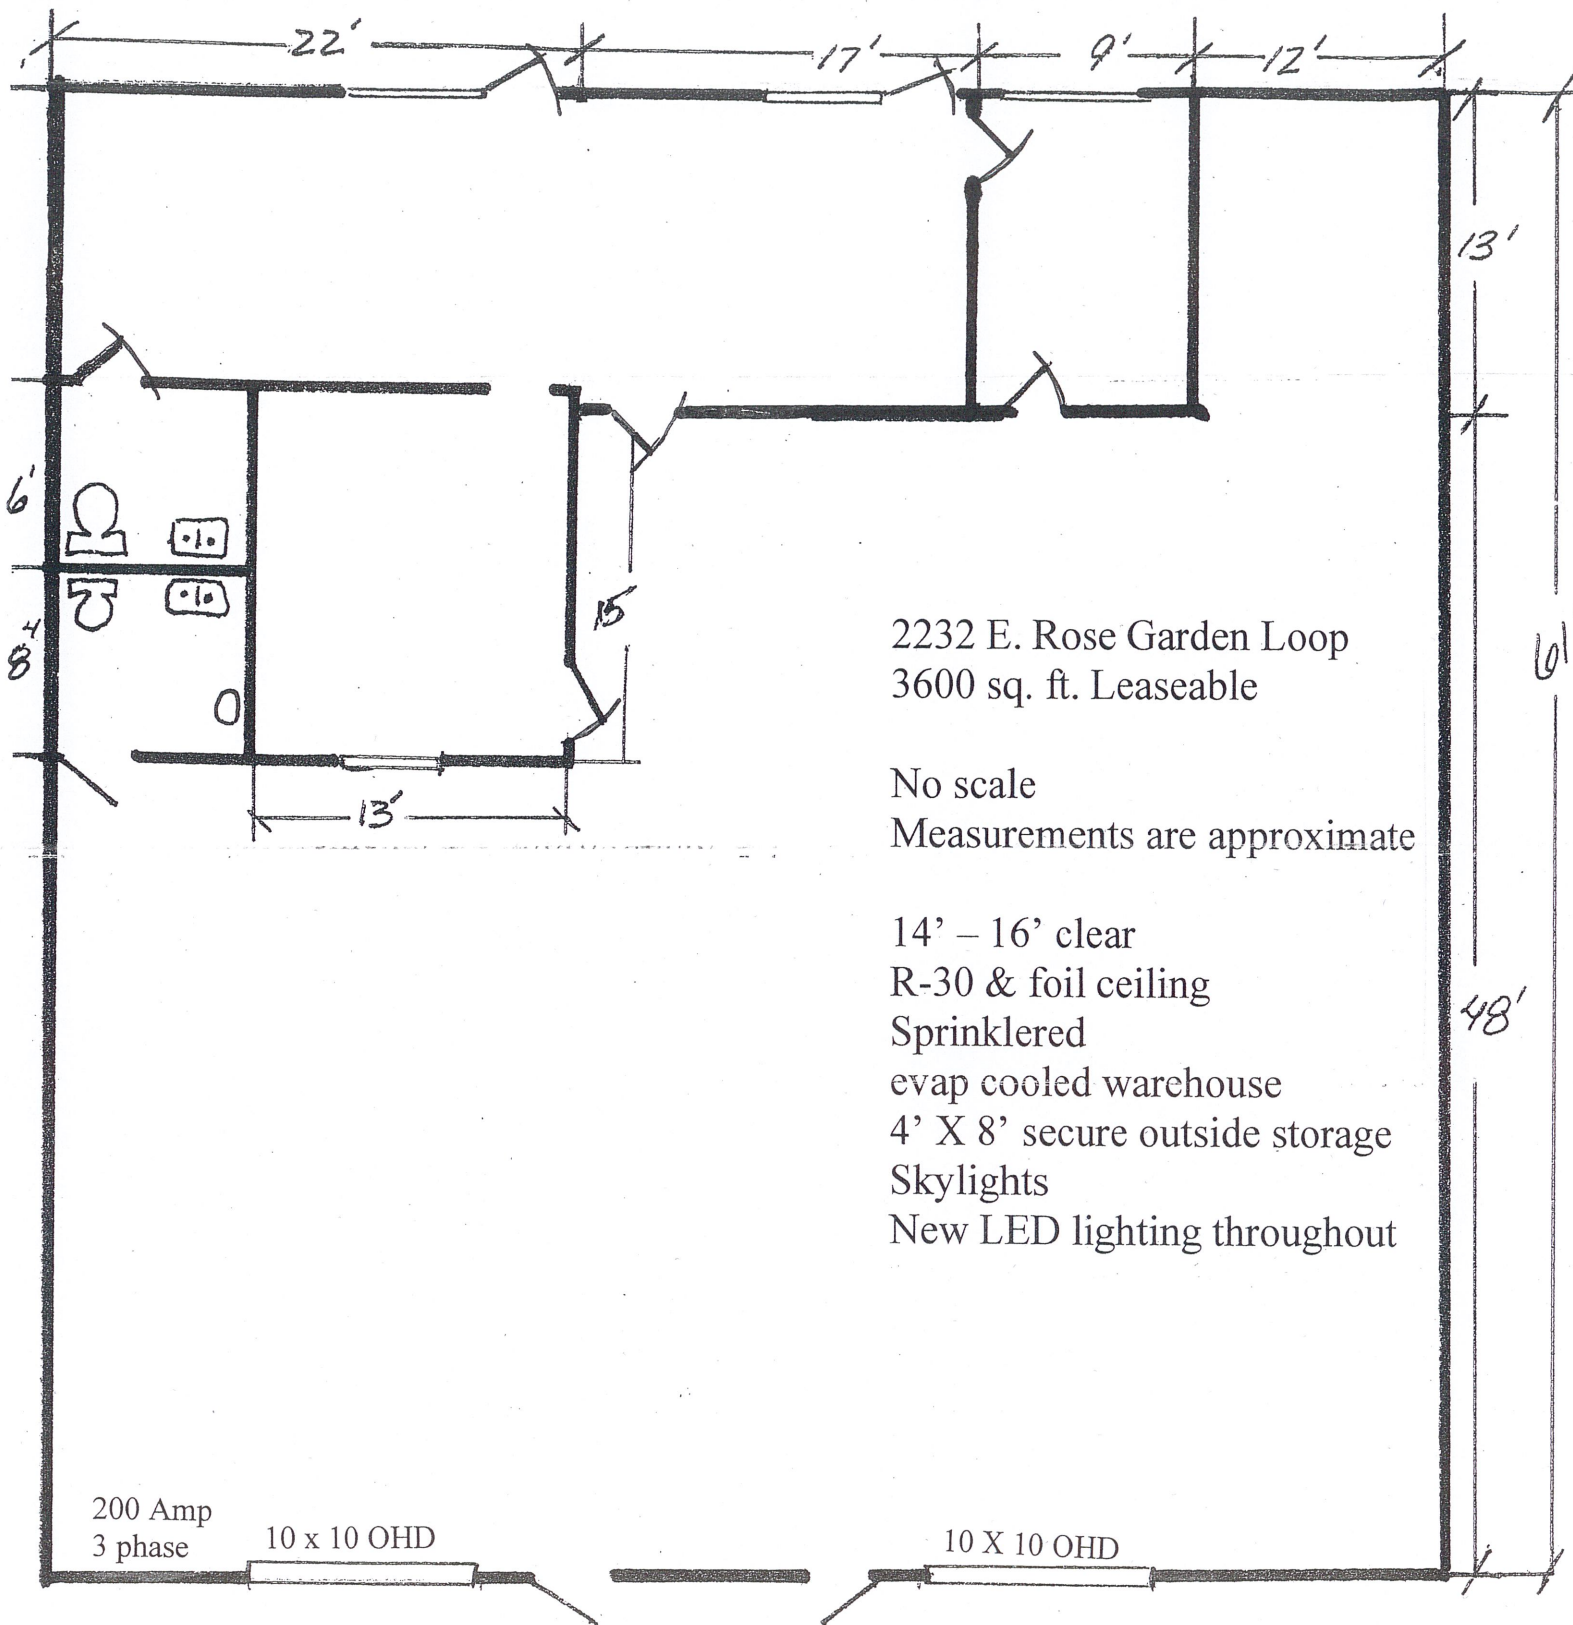 22' 17' 9' 12'
13'
6'
15'
8'4
61'
13'
48'
2232 E. Rose Garden Loop
3600 sq. ft. Leaseable
No scale
Measurements are approximate
14’ – 16’ clear
R-30 & foil ceiling
Sprinklered
evap cooled warehouse
4’ X 8’ secure outside storage
Skylights
New LED lighting throughout
200 Amp
3 phase
10 x 10 OHD
10 X 10 OHD